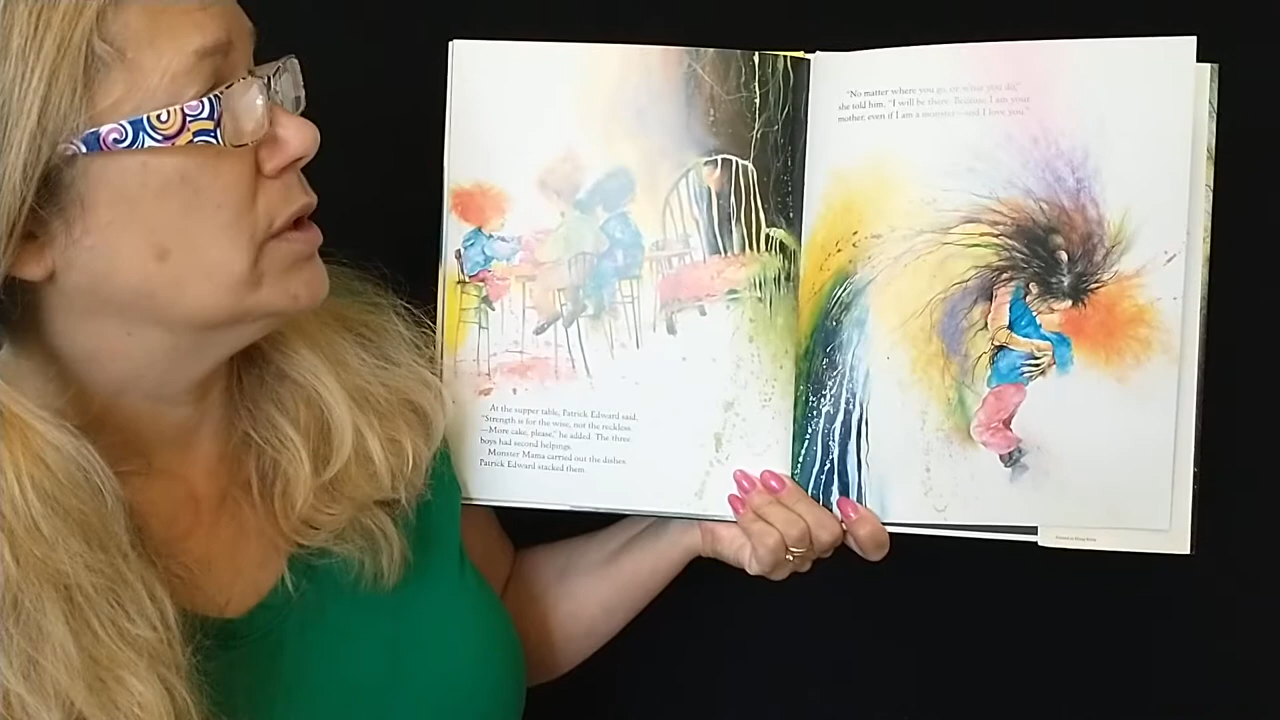 At the supper table, Patrick Edward said,
"Strength is for the wise, not the reckless.
—More cake, please," he added. The three
boys had second helpings.
Monster Mama carried out the dishes.
Patrick Edward stacked them.
"No matter where you go, or what you do,"
she told him, "I will be there. Because I am your
mother, even if I am a monster—and I love you."